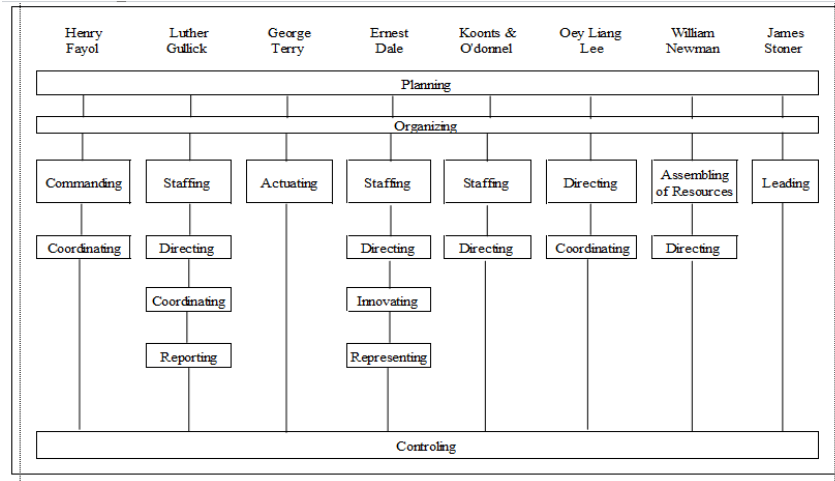 Henry
Fayol
Luther
Gullick
George
Terry
Ernest
Dale
Koonts &
O'donnel
Oey Liang
Lee
William
Newman
James
Stoner
Planning
Organizing
Commanding
Staffing
Actuating
Staffing
Staffing
Directing
Assembling
of Resources
Leading
Coordinating
Directing
Directing
Directing
Coordinating
Directing
Coordinating
Innovating
Reporting
Representing
Controling